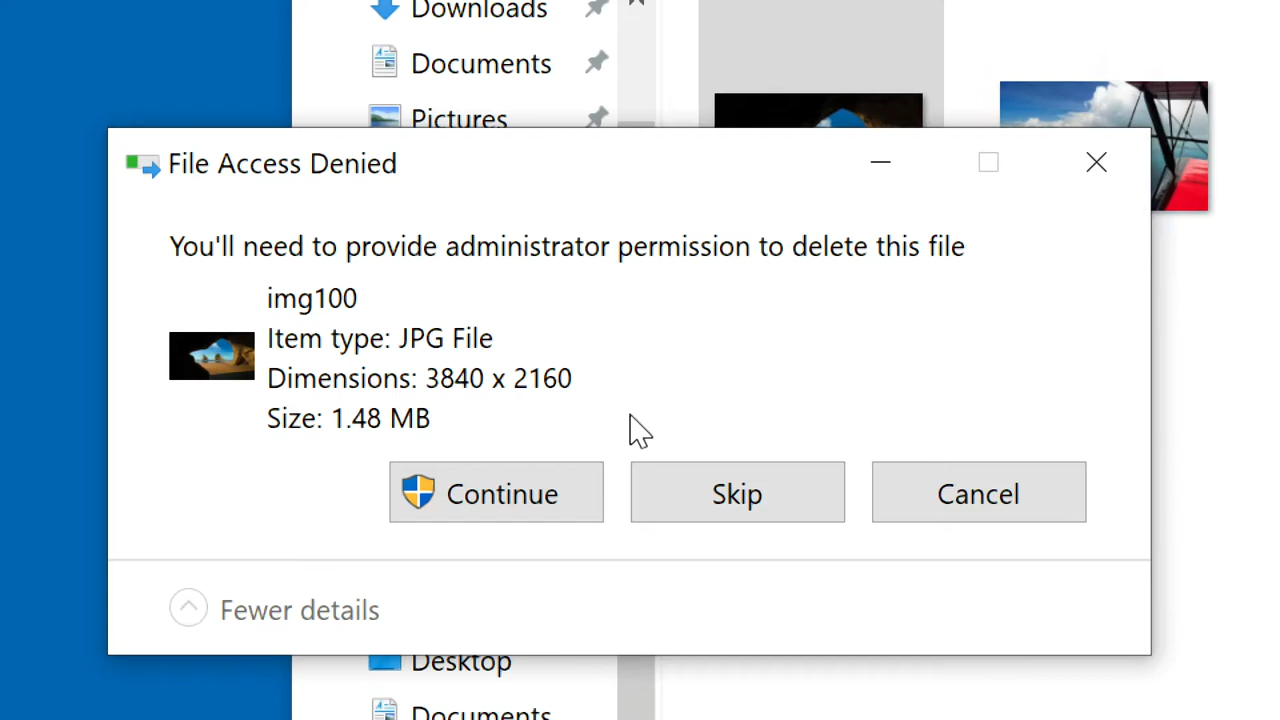 Downloads
Documents
Pictures
File Access Denied
You'll need to provide administrator permission to delete this file
img100
Item type: JPG File
Dimensions: 3840 x 2160
Size: 1.48 MB
Continue Skip Cancel
Fewer details
Desktop
Documents